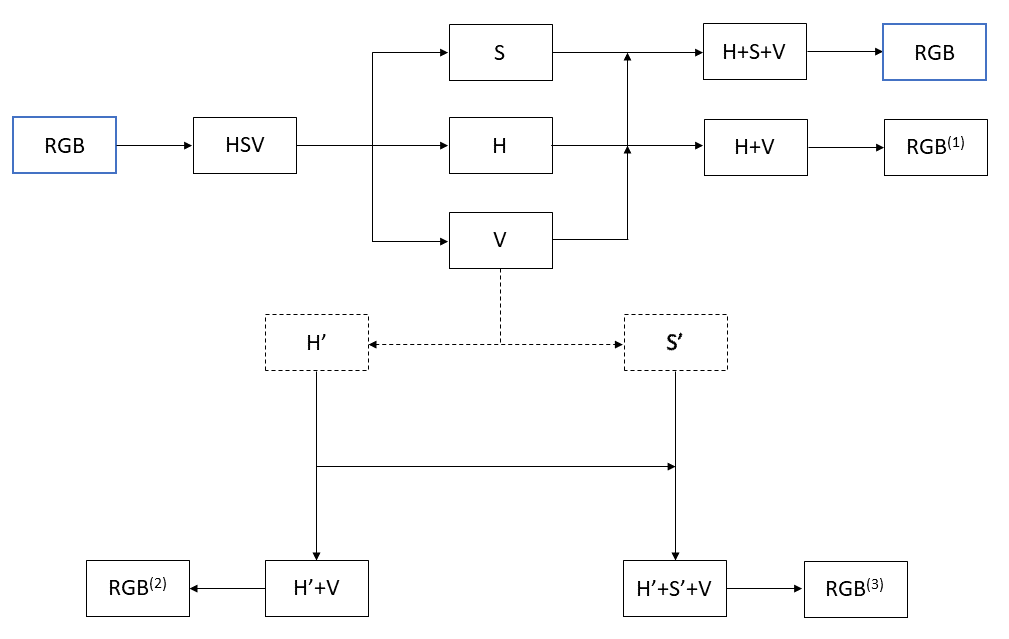 S
H+S+V
RGB
RGB
HSV
H
H+V
RGB(1)
V
H’
S’
RGB(2)
H’+V
H’+S’+V
RGB(3)